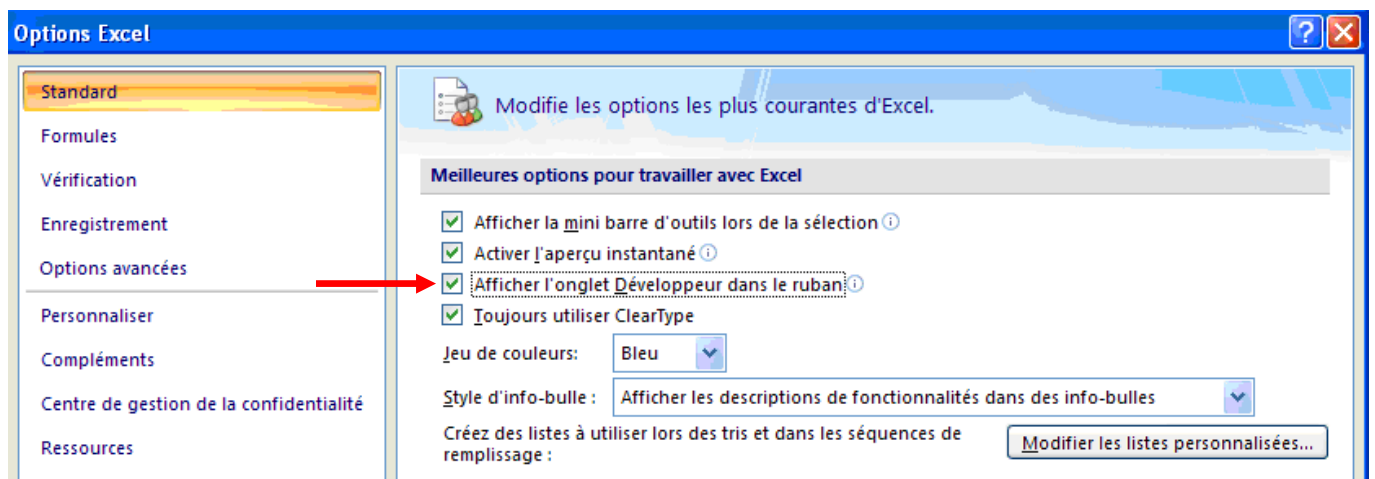 Options Excel
Standard
Formules
Vérification
Enregistrement
Options avancées
Personnaliser
Compléments
Centre de gestion de la confidentialité
Ressources
Modifie les options les plus courantes d'Excel.
Meilleures options pour travailler avec Excel
Afficher la mini barre d'outils lors de la sélection
Activer l'aperçu instantané
Afficher l'onglet Développeur dans le ruban
Toujours utiliser ClearType
Jeu de couleurs: Bleu
Style d'info-bulle : Afficher les descriptions de fonctionnalités dans des info-bulles
Créez des listes à utiliser lors des tris et dans les séquences de
remplissage :
Modifier les listes personnalisées...